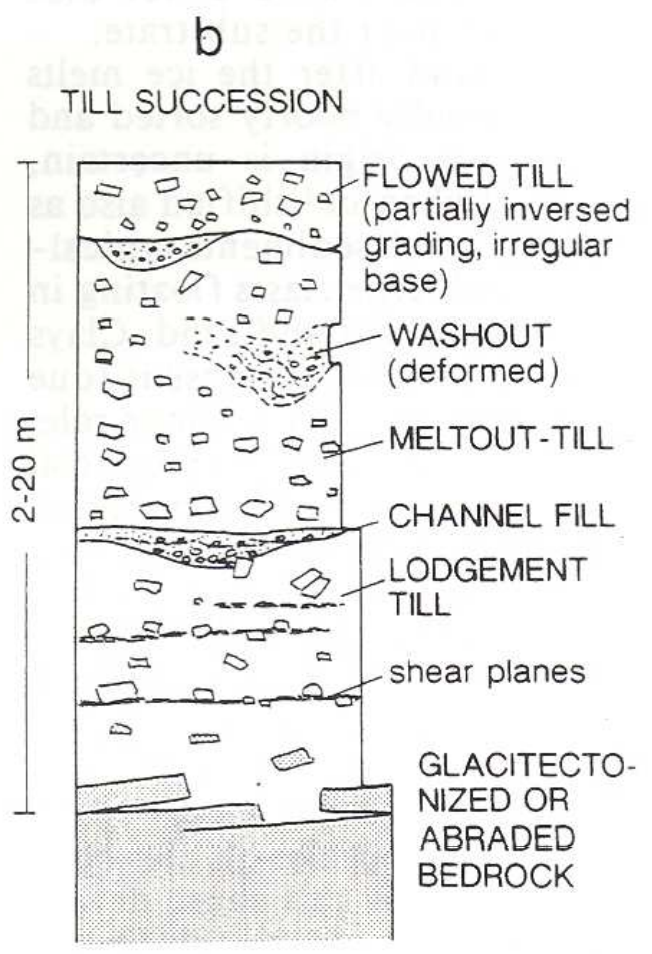 b
TILL SUCCESSION
FLOWED TILL
(partially inversed
grading, irregular
base)
WASHOUT
(deformed)
MELTOUT-TILL
2-20 m
CHANNEL FILL
LODGEMENT
TILL
shear planes
GLACITECTO-
NIZED OR
ABRADED
BEDROCK